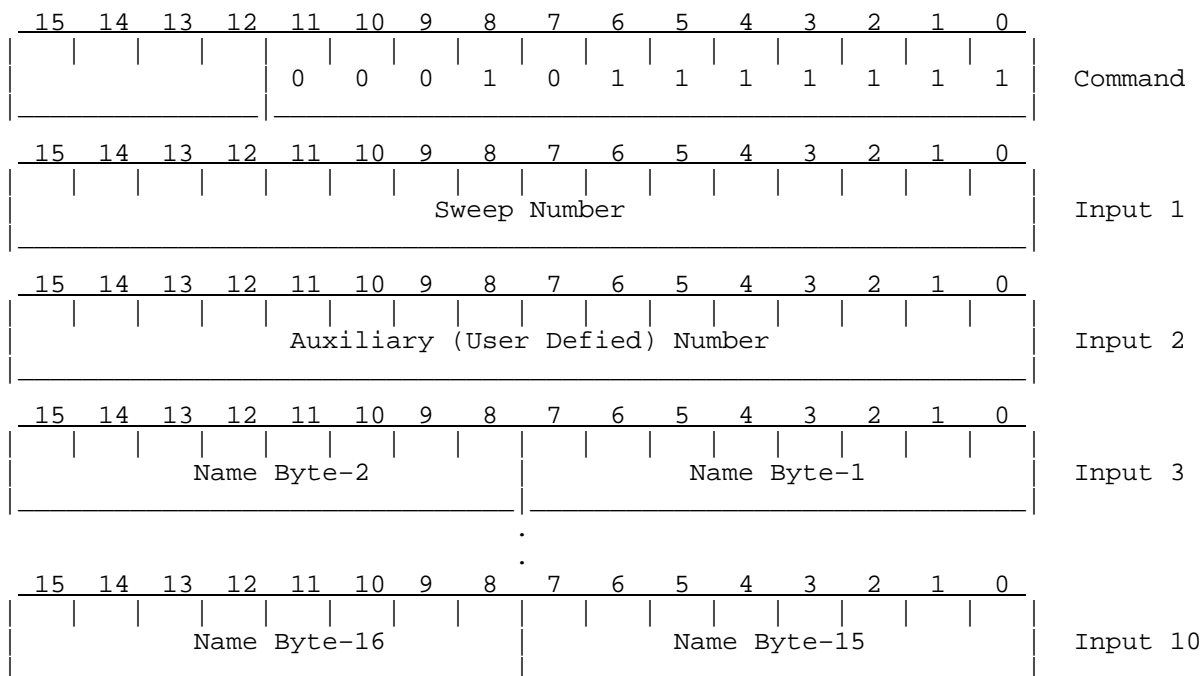 15 14 13 12 11 10 9 8 7 6 5 4 3 2 1 0
0 0 0 1 0 1 1 1 1 1 1 1 Command
15 14 13 12 11 10 9 8 7 6 5 4 3 2 1 0
Sweep Number Input 1
15 14 13 12 11 10 9 8 7 6 5 4 3 2 1 0
Auxiliary (User Defied) Number Input 2
15 14 13 12 11 10 9 8 7 6 5 4 3 2 1 0
Name Byte-2 Name Byte-1 Input 3
.
.
15 14 13 12 11 10 9 8 7 6 5 4 3 2 1 0
Name Byte-16 Name Byte-15 Input 10